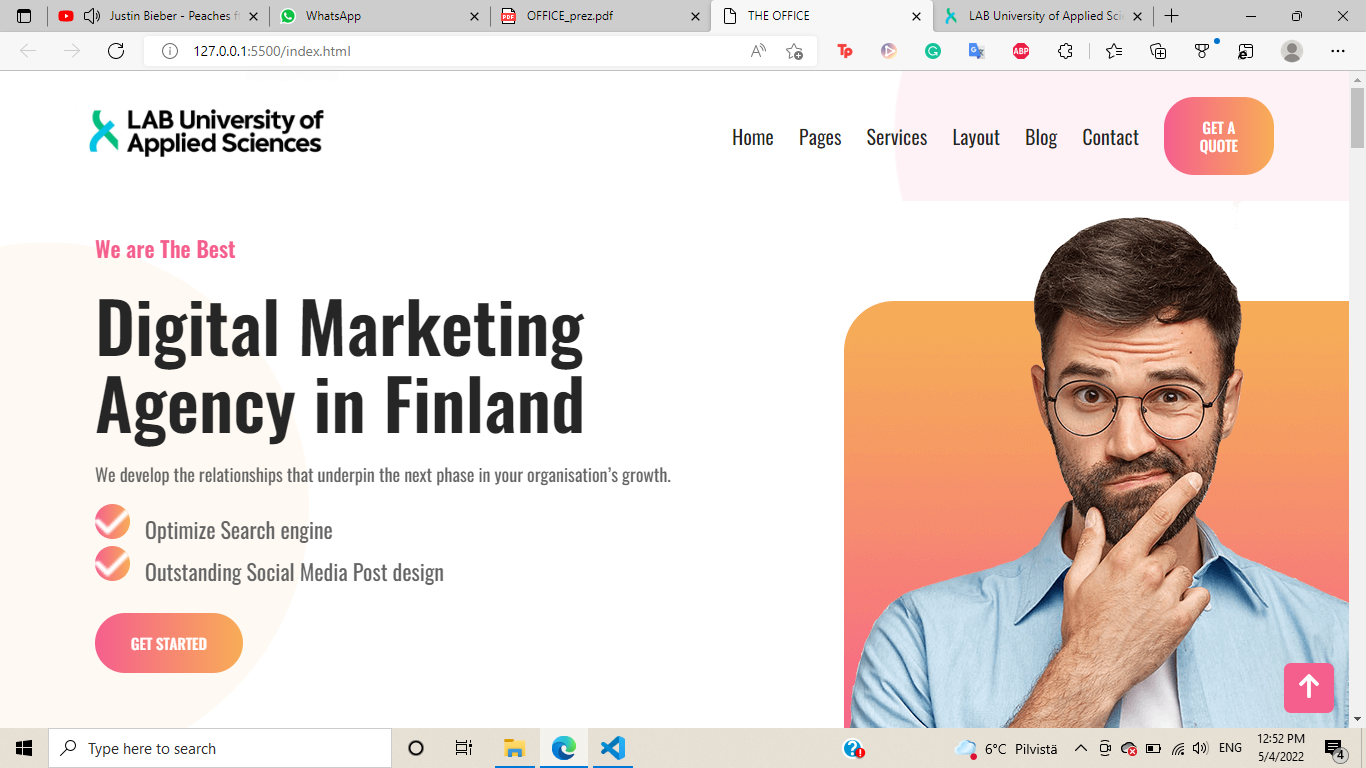 Justin Bieber - Peaches f
WhatsApp
OFFICE_prez.pdf
THE OFFICE
LAB University of Applied Sci
127.0.0.1:5500/index.html
ABP
LAB University of
Applied Sciences
Home
Pages
Services
Layout
Blog
Contact
GET A
QUOTE
We are The Best
Digital Marketing
Agency in Finland
We develop the relationships that underpin the next phase in your organisation’s growth.
Optimize Search engine
Outstanding Social Media Post design
GET STARTED
Type here to search
6°C Pilvistä
ENG
12:52 PM
5/4/2022
4